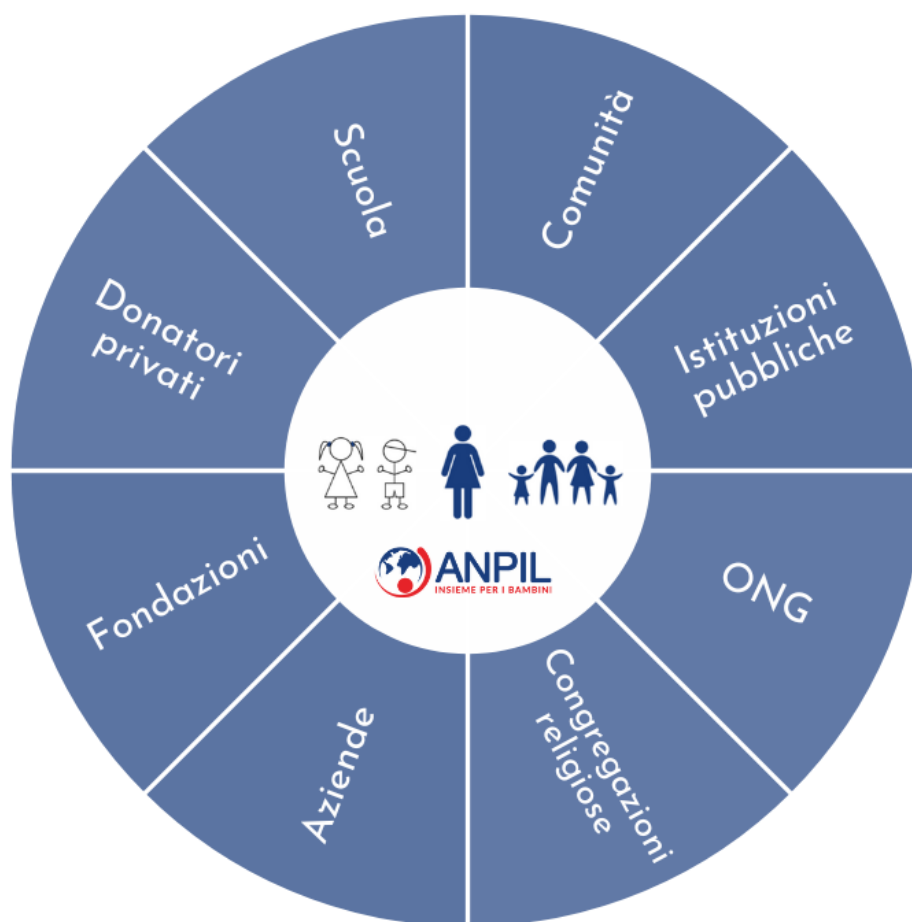 Scuola
Comunità
Istituzioni
pubbliche
ONG
Congregazioni
religiose
Aziende
Fondazioni
Donatori
privati
ANPIL
INSIEME PER I BAMBINI